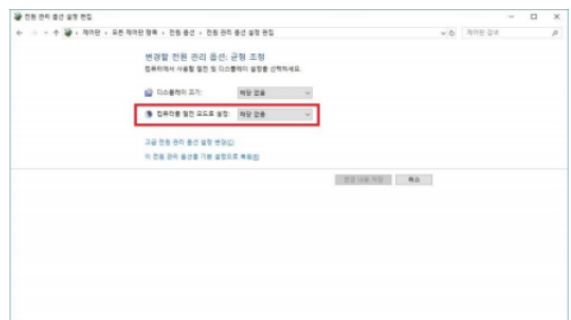 전원 관리 옵션 설정 편집
← → ↑ › 제어판 › 모든 제어판 항목 › 전원 옵션 › 전원 관리 옵션 설정 편집
제어판 검색
변경할 전원 관리 옵션: 균형 조정
컴퓨터에서 사용할 절전 및 디스플레이 설정을 선택하세요.
디스플레이 끄기: 해당 없음
컴퓨터를 절전 모드로 설정: 해당 없음
고급 전원 관리 옵션 설정 변경(C)
이 전원 관리 옵션을 기본 설정으로 복원(R)
변경 내용 저장 취소